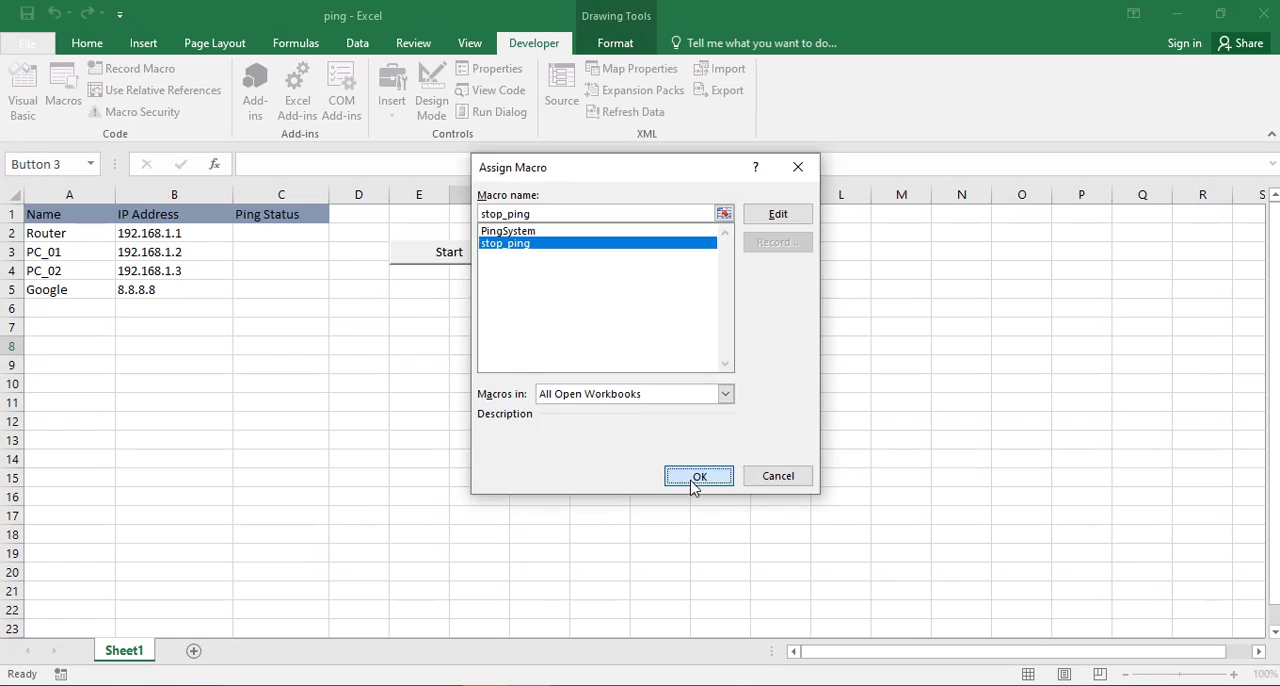 ping - Excel
Drawing Tools
File
Home
Insert
Page Layout
Formulas
Data
Review
View
Developer
Format
Tell me what you want to do...
Sign in
Share
Visual Basic
Macros
Record Macro
Use Relative References
Macro Security
Code
Add-ins
Excel Add-ins
COM Add-ins
Add-ins
Insert
Design Mode
Properties
View Code
Run Dialog
Controls
Source
Map Properties
Expansion Packs
Refresh Data
Import
Export
XML
Button 3
fx
A B C D E L M N O P Q R S
1 Name IP Address Ping Status
2 Router 192.168.1.1
3 PC_01 192.168.1.2
4 PC_02 192.168.1.3
5 Google 8.8.8.8
6
7
8
9
10
11
12
13
14
15
16
17
18
19
20
21
22
23
Start
Assign Macro
?
Macro name:
stop_ping
Edit
PingSystem
stop_ping
Record...
Macros in: All Open Workbooks
Description
OK
Cancel
Sheet1
Ready
100%